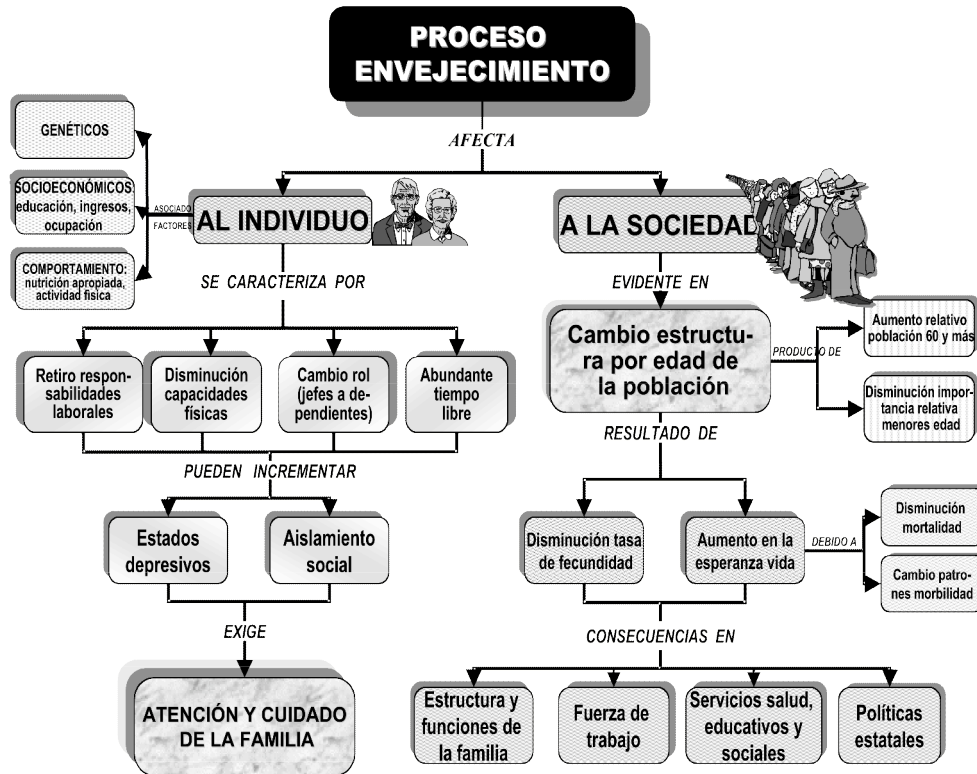 PROCESO
ENVEJECIMIENTO
AFECTA
GENÉTICOS
SOCIOECONÓMICOS
educación, ingresos,
ocupación
COMPORTAMIENTO:
nutrición apropiada,
actividad física
ASOCIADO
FACTORES
AL INDIVIDUO
A LA SOCIEDAD
SE CARACTERIZA POR
Retiro respon-
sabilidades
laborales
Disminución
capacidades
físicas
Cambio rol
(jefes a de-
pendientes)
Abundante
tiempo
libre
PUEDEN INCREMENTAR
Estados
depresivos
Aislamiento
social
EXIGE
ATENCIÓN Y CUIDADO
DE LA FAMILIA
EVIDENTE EN
Cambio estructu-
ra por edad de
la población
PRODUCTO DE
Aumento relativo
población 60 y más
Disminución impor-
tancia relativa
menores edad
RESULTADO DE
Disminución tasa
de fecundidad
Aumento en la
esperanza vida
DEBIDO A
Disminución
mortalidad
Cambio patro-
nes morbilidad
CONSECUENCIAS EN
Estructura y
funciones de
la familia
Fuerza de
trabajo
Servicios salud,
educativos y
sociales
Políticas
estatales